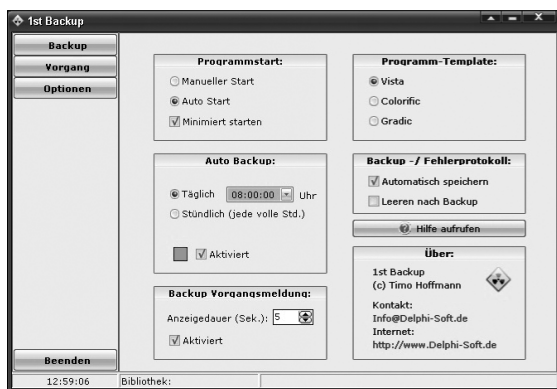 1st Backup
Backup
Vorgang
Optionen
Beenden
Programmstart:
Manueller Start
Auto Start
Minimiert starten
Auto Backup:
Täglich 08:00:00 Uhr
Stündlich (jede volle Std.)
Aktiviert
Backup Vorgangsmeldung:
Anzeigedauer (Sek.): 5
Aktiviert
Programm-Template:
Vista
Colorific
Gradic
Backup -/ Fehlerprotokoll:
Automatisch speichern
Leeren nach Backup
Hilfe aufrufen
Über:
1st Backup
(c) Timo Hoffmann
Kontakt:
Info@Delphi-Soft.de
Internet:
http://www.Delphi-Soft.de
12:59:06 Bibliothek: